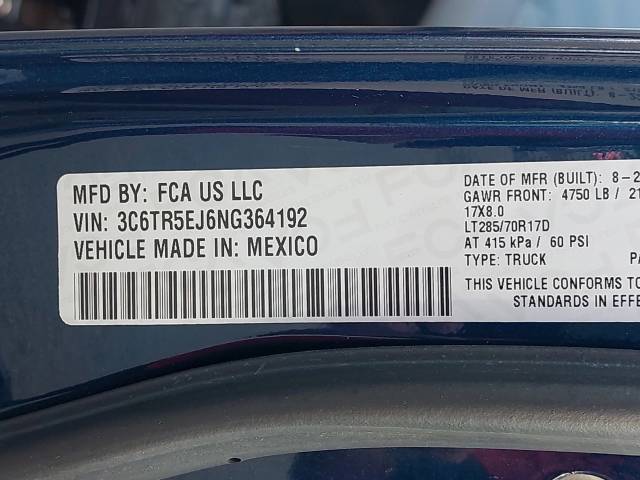 MFD BY: FCA US LLC
VIN: 3C6TR5EJ6NG364192
VEHICLE MADE IN: MEXICO
DATE OF MFR (BUILT): 8-2
GAWR FRONT: 4750 LB / 21
17X8.0
LT285/70R17D
AT 415 kPa / 60 PSI
TYPE: TRUCK PA
THIS VEHICLE CONFORMS TO
STANDARDS IN EFFE